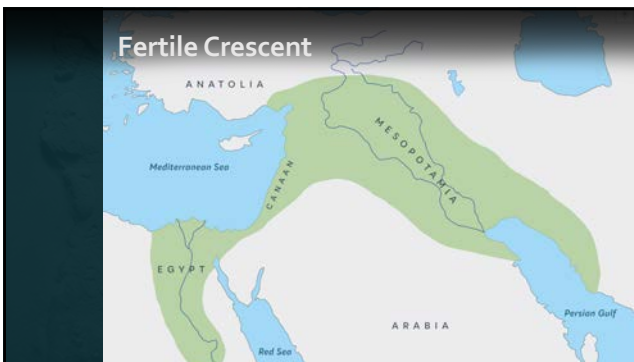 Fertile Crescent
ANATOLIA
MESOPOTAMIA
Mediterranean Sea
CANAAN
EGYPT
Persian Gulf
ARABIA
Red Sea